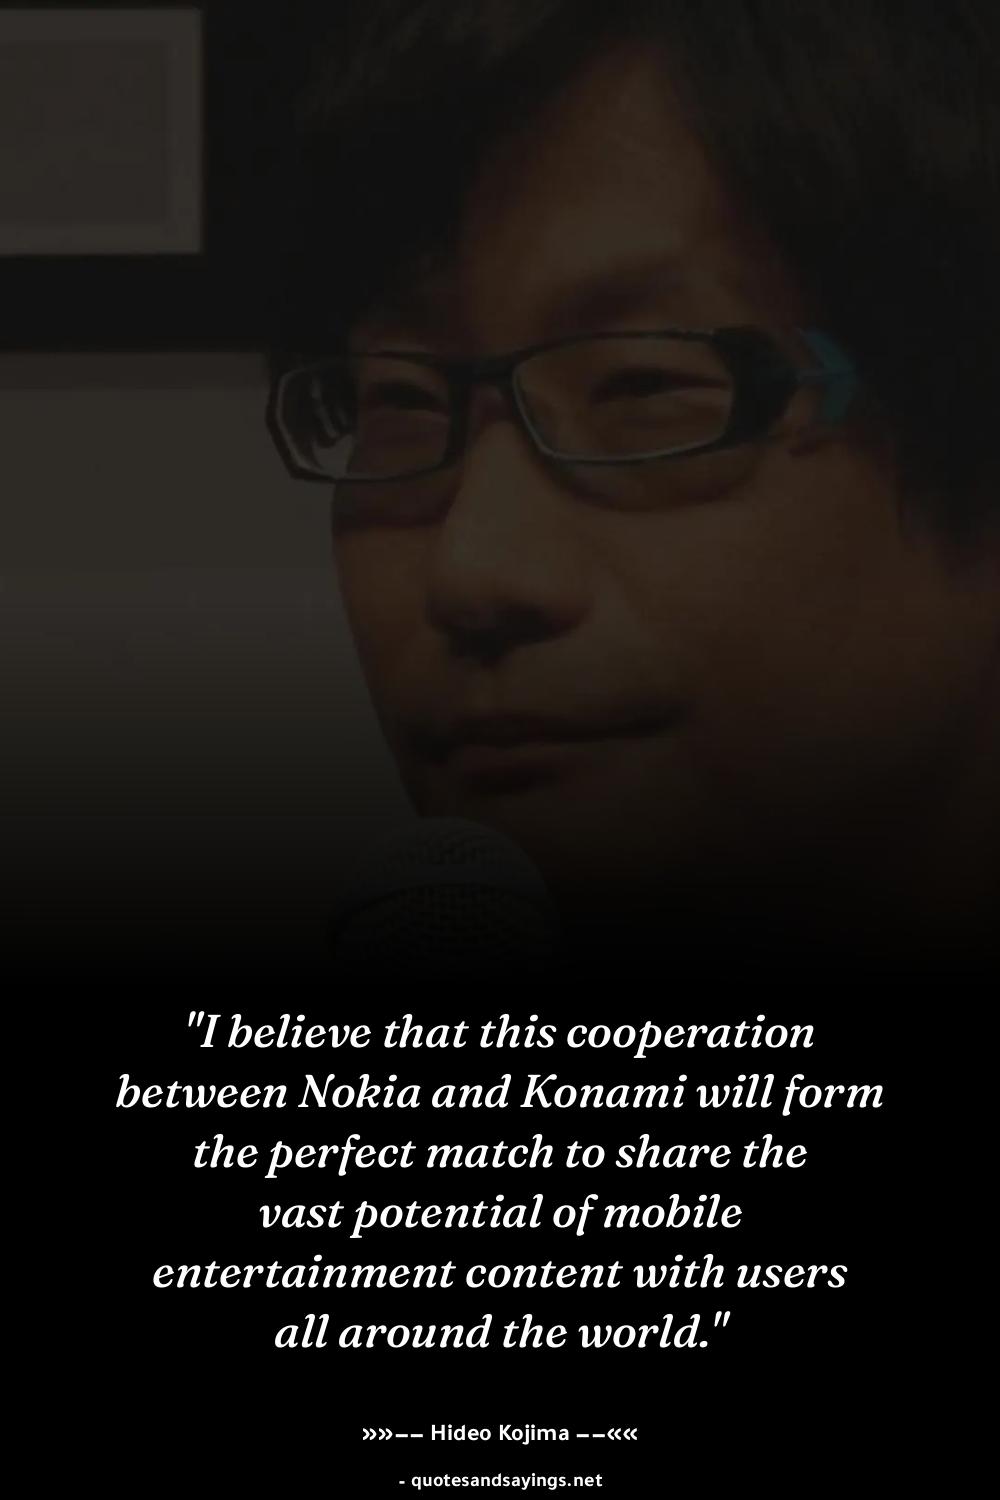 "I believe that this cooperation
between Nokia and Konami will form
the perfect match to share the
vast potential of mobile
entertainment content with users
all around the world."
»»–– Hideo Kojima ––««
- quotesandsayings.net